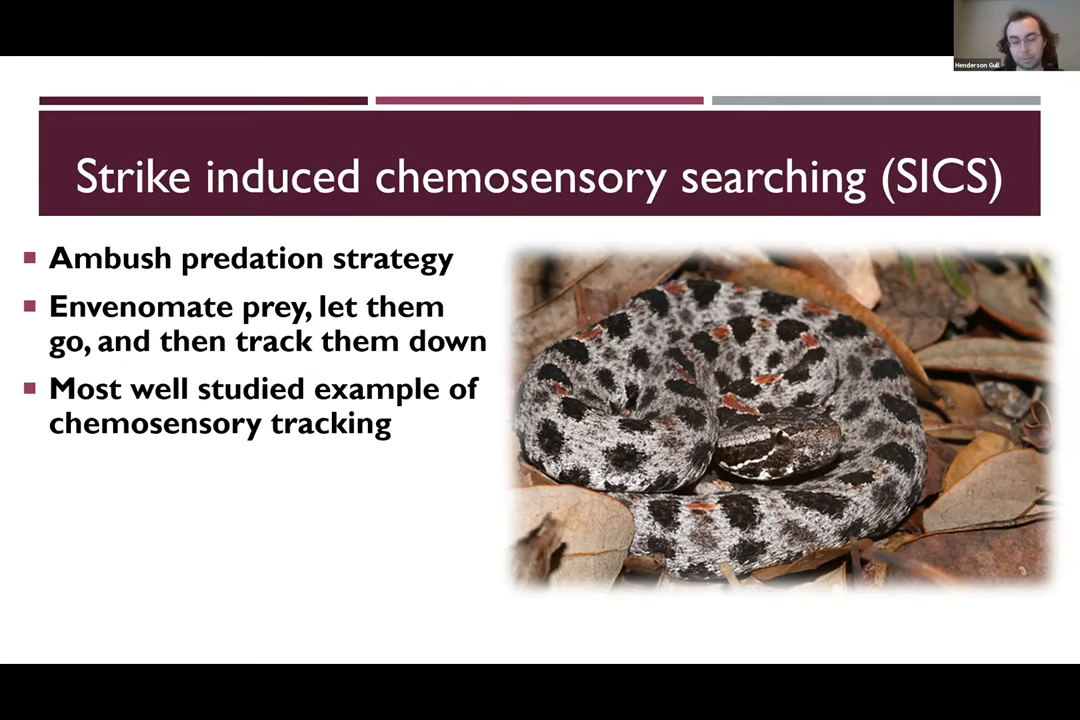 Henderson Gull
Strike induced chemosensory searching (SICS)
Ambush predation strategy
Envenomate prey, let them
go, and then track them down
Most well studied example of
chemosensory tracking